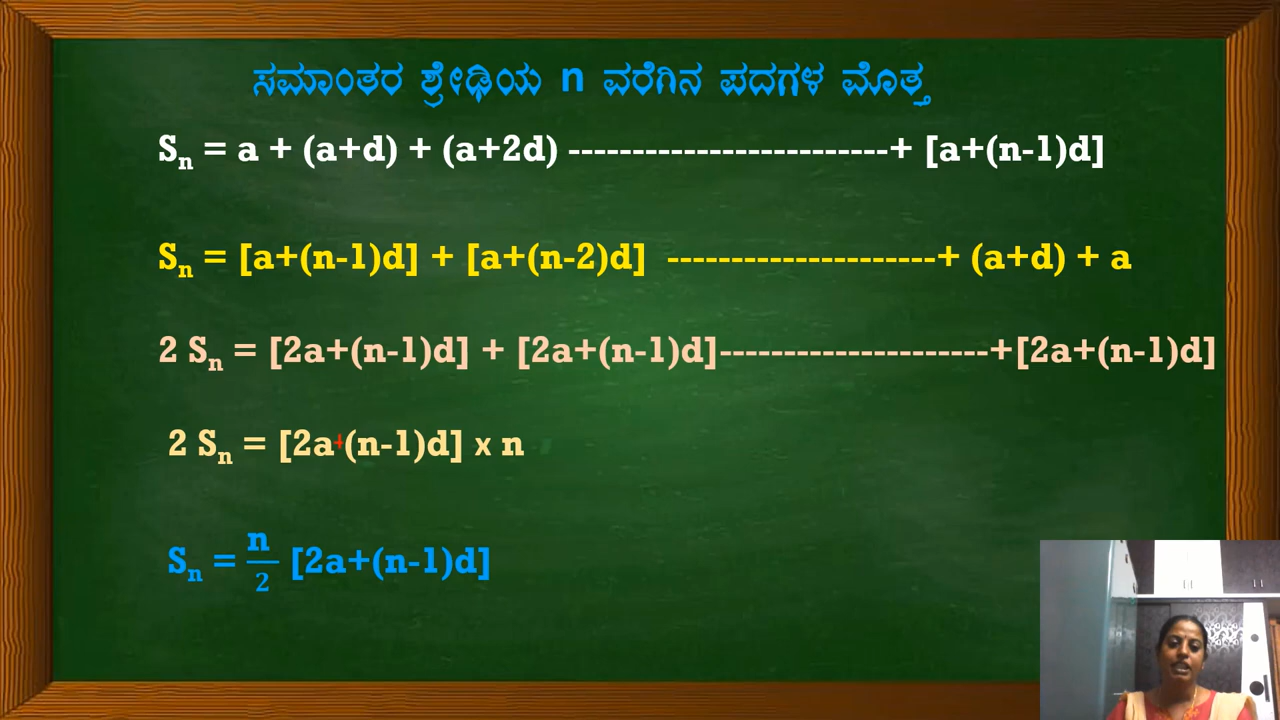 ಸಮಾಂತರ ಶ್ರೇಢಿಯ n ವರೆಗಿನ ಪದಗಳ ಮೊತ್ತ
Sn = a + (a+d) + (a+2d) -------------------------+ [a+(n-1)d]
Sn = [a+(n-1)d] + [a+(n-2)d] ---------------------+ (a+d) + a
2 Sn = [2a+(n-1)d] + [2a+(n-1)d]---------------------+[2a+(n-1)d]
2 Sn = [2a+(n-1)d] x n
Sn = n/2 [2a+(n-1)d]